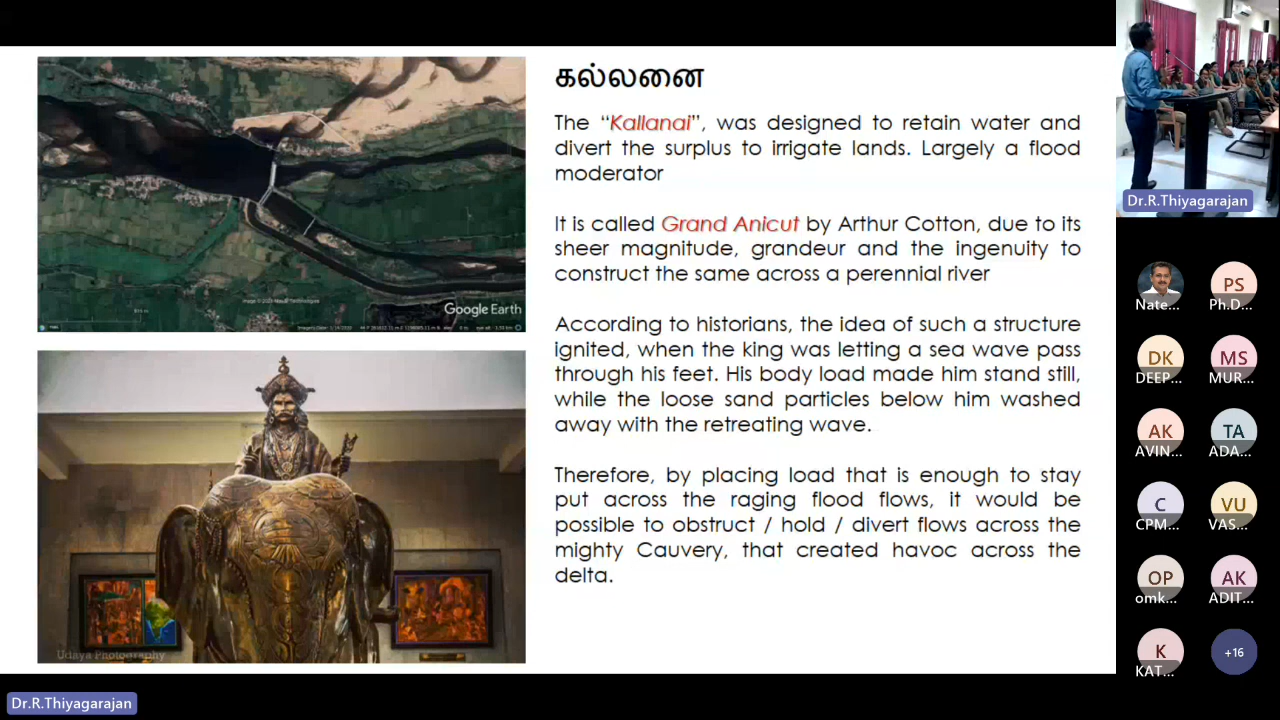 கல்லணை
The “Kallanai”, was designed to retain water and
divert the surplus to irrigate lands. Largely a flood
moderator
It is called Grand Anicut by Arthur Cotton, due to its
sheer magnitude, grandeur and the ingenuity to
construct the same across a perennial river
According to historians, the idea of such a structure
ignited, when the king was letting a sea wave pass
through his feet. His body load made him stand still,
while the loose sand particles below him washed
away with the retreating wave.
Therefore, by placing load that is enough to stay
put across the raging flood flows, it would be
possible to obstruct / hold / divert flows across the
mighty Cauvery, that created havoc across the
delta.
Google Earth
Udaya Photography
Dr.R.Thiyagarajan
Nate...
PS
Ph.D...
DK
DEEP...
MS
MUR...
AK
AVIN...
TA
ADA...
C
CPM...
VU
VAS...
OP
omk...
AK
ADIT...
K
KAT...
+16
Dr.R.Thiyagarajan